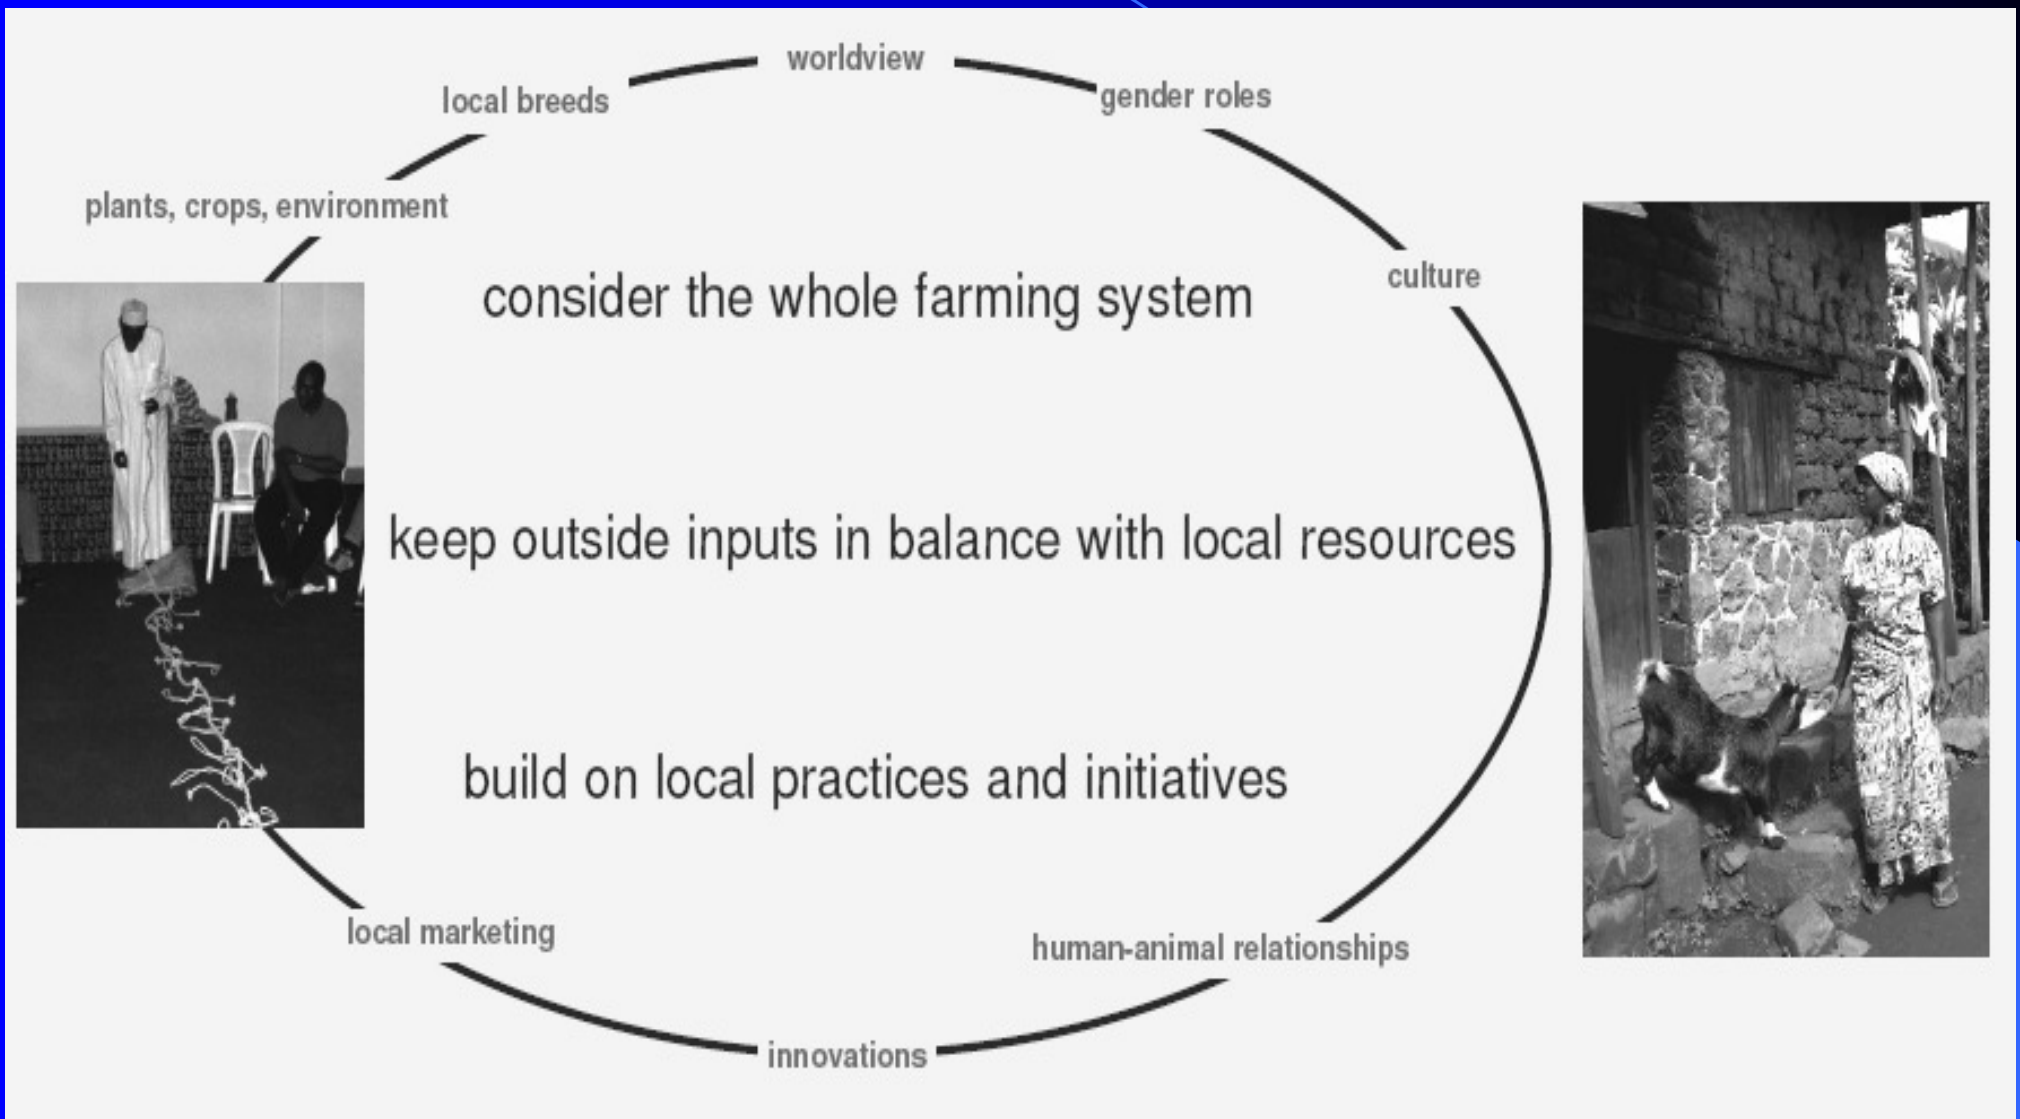 worldview
local breeds
gender roles
plants, crops, environment
culture
consider the whole farming system
keep outside inputs in balance with local resources
build on local practices and initiatives
local marketing
human-animal relationships
innovations